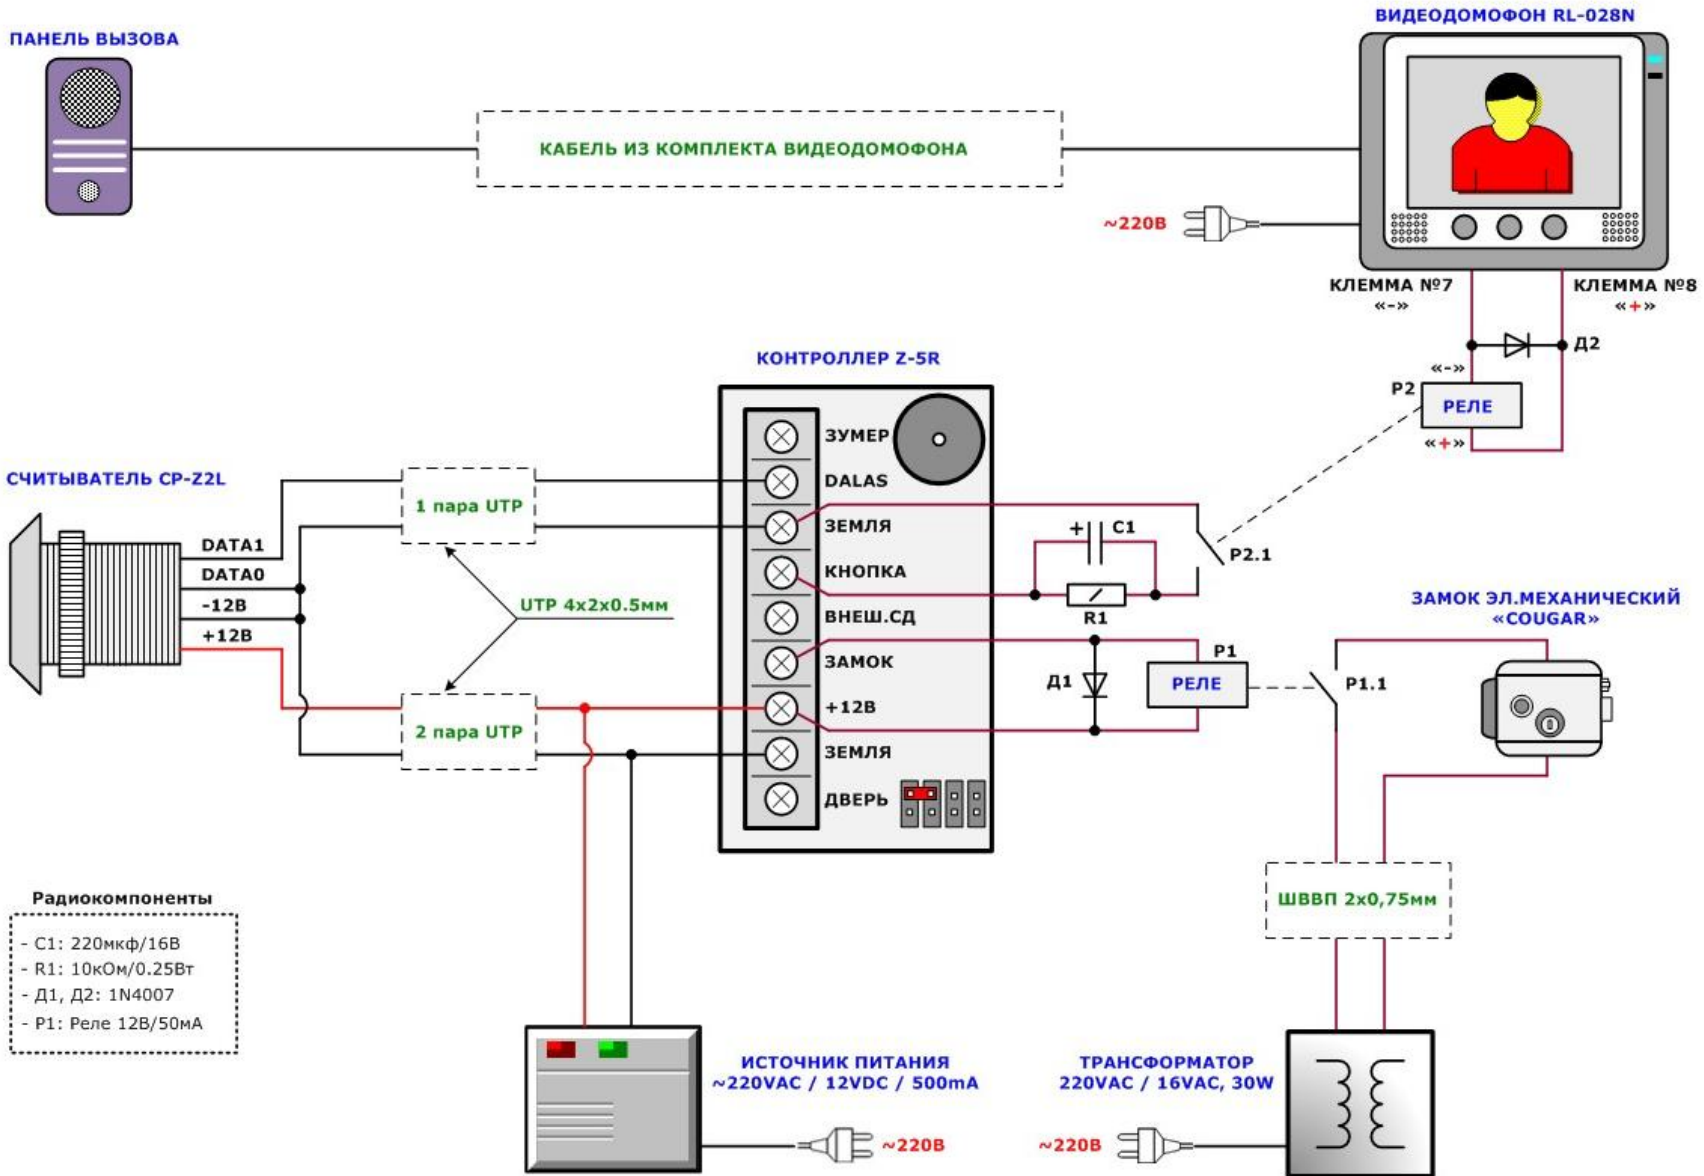 ПАНЕЛЬ ВЫЗОВА
ВИДЕОДОМОФОН RL-028N
КАБЕЛЬ ИЗ КОМПЛЕКТА ВИДЕОДОМОФОНА
~220В
КЛЕММА №7
«-»
КЛЕММА №8
«+»
Д2
«-»
Р2
РЕЛЕ
«+»
КОНТРОЛЛЕР Z-5R
ЗУМЕР
DALAS
ЗЕМЛЯ
КНОПКА
ВНЕШ.СД
ЗАМОК
+12В
ЗЕМЛЯ
ДВЕРЬ
СЧИТЫВАТЕЛЬ CP-Z2L
DATA1
DATA0
-12В
+12В
1 пара UTP
UTP 4х2х0.5мм
2 пара UTP
+
C1
R1
P2.1
Д1
Р1
РЕЛЕ
P1.1
ЗАМОК ЭЛ.МЕХАНИЧЕСКИЙ
«COUGAR»
ШВВП 2х0,75мм
Радиокомпоненты
- С1: 220мкф/16В
- R1: 10кОм/0.25Вт
- Д1, Д2: 1N4007
- Р1: Реле 12В/50мА
ИСТОЧНИК ПИТАНИЯ
~220VAC / 12VDC / 500mA
~220В
ТРАНСФОРМАТОР
220VAC / 16VAC, 30W
~220В